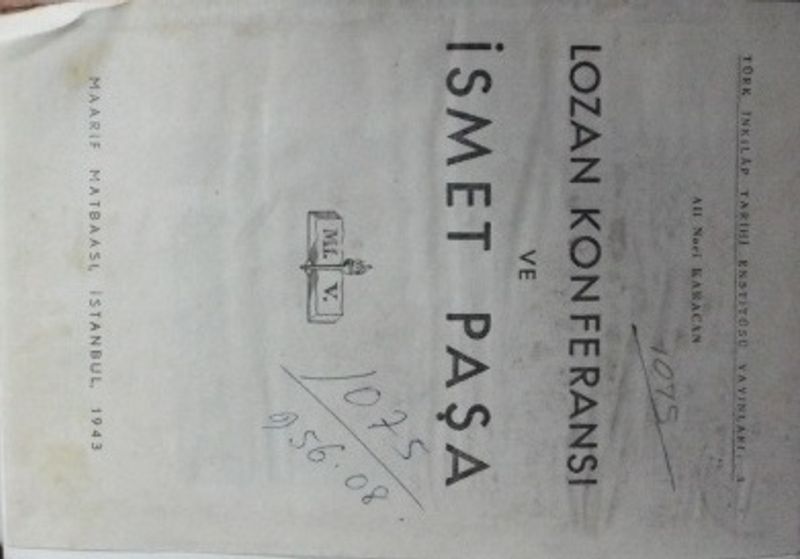 TÜRK İNKILÂP TARİHİ ENSTİTÜSÜ YAYINLARI:
Ali Naci KARACAN
1075
LOZAN KONFERANSI
VE
İSMET PAŞA
Mf. V.
1075
956.08
MAARİF MATBAASI, İSTANBUL, 1943